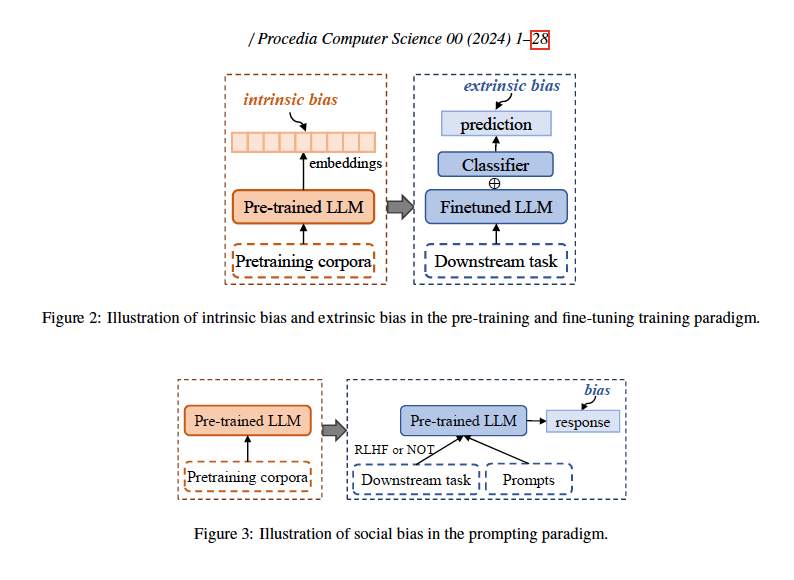 / Procedia Computer Science 00 (2024) 1–28
intrinsic bias
embeddings
Pre-trained LLM
Pretraining corpora
extrinsic bias
prediction
Classifier
⊕
Finetuned LLM
Downstream task
Figure 2: Illustration of intrinsic bias and extrinsic bias in the pre-training and fine-tuning training paradigm.
Pre-trained LLM
Pretraining corpora
bias
Pre-trained LLM
response
RLHF or NOT
Downstream task
Prompts
Figure 3: Illustration of social bias in the prompting paradigm.